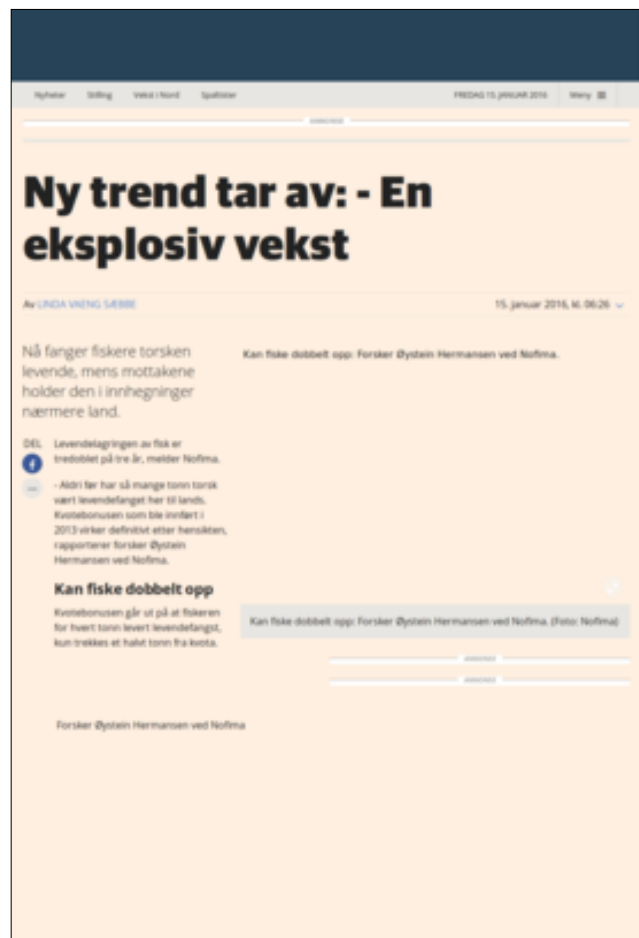 Nyheter Stilling Vekst i Nord Spaltister FREDAG 15. JANUAR 2016 Meny
ANNONSE
Ny trend tar av: - En
eksplosiv vekst
Av LINDA VAENG SÆBBE 15. januar 2016, kl. 06:26
Nå fanger fiskere torsken
levende, mens mottakene
holder den i innhegninger
nærmere land.
Kan fiske dobbelt opp: Forsker Øystein Hermansen ved Nofima.
DEL
Levendelagringen av fisk er
tredoblet på tre år, melder Nofima.
- Aldri før har så mange tonn torsk
vært levendefanget her til lands.
Kvotebonusen som ble innført i
2013 virker definitivt etter hensikten,
rapporterer forsker Øystein
Hermansen ved Nofima.
Kan fiske dobbelt opp
Kvotebonusen går ut på at fiskeren
for hvert tonn levert levendefangst,
kun trekkes et halvt tonn fra kvota.
Kan fiske dobbelt opp: Forsker Øystein Hermansen ved Nofima. (Foto: Nofima)
ANNONSE
ANNONSE
Forsker Øystein Hermansen ved Nofima